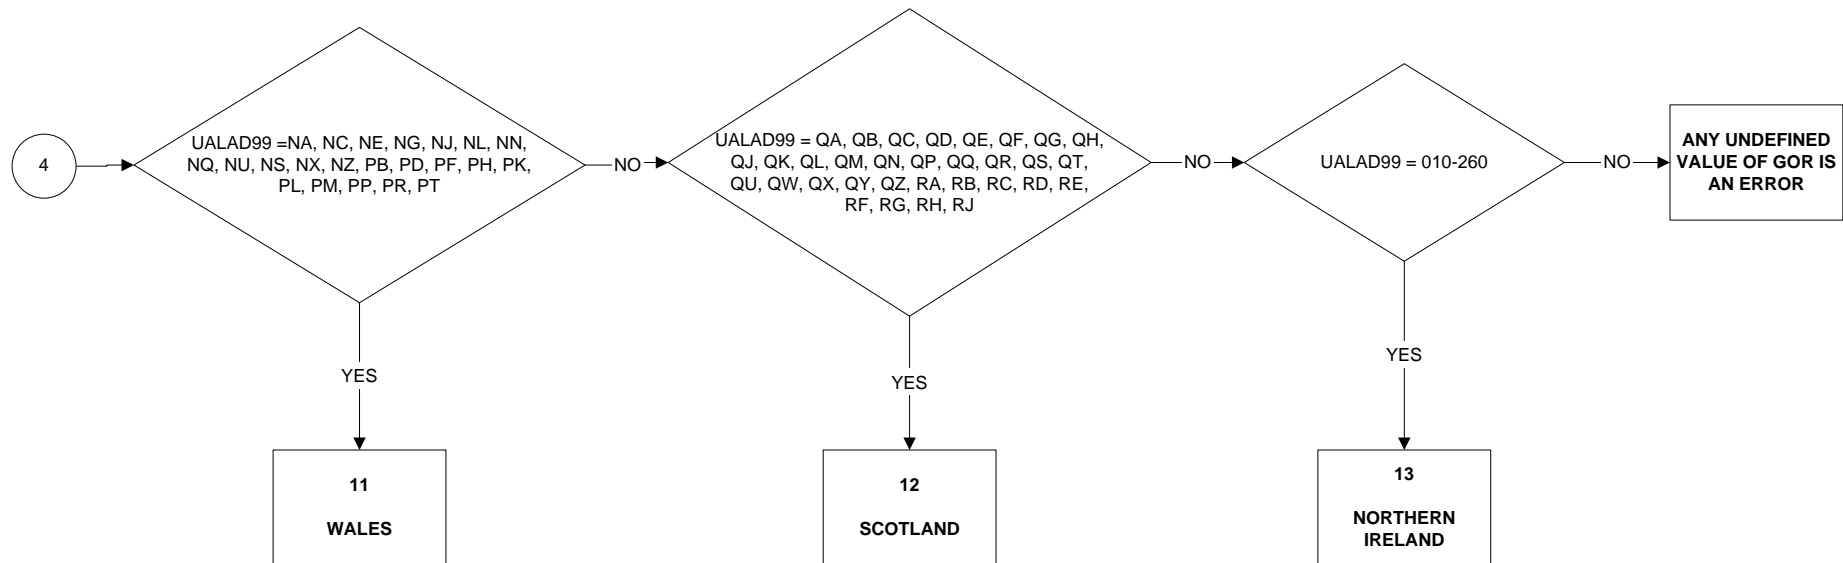 4
UALAD99 =NA, NC, NE, NG, NJ, NL, NN,
NQ, NU, NS, NX, NZ, PB, PD, PF, PH, PK,
PL, PM, PP, PR, PT
NO
UALAD99 = QA, QB, QC, QD, QE, QF, QG, QH,
QJ, QK, QL, QM, QN, QP, QQ, QR, QS, QT,
QU, QW, QX, QY, QZ, RA, RB, RC, RD, RE,
RF, RG, RH, RJ
NO
UALAD99 = 010-260
NO
ANY UNDEFINED
VALUE OF GOR IS
AN ERROR
YES
YES
YES
11
WALES
12
SCOTLAND
13
NORTHERN
IRELAND